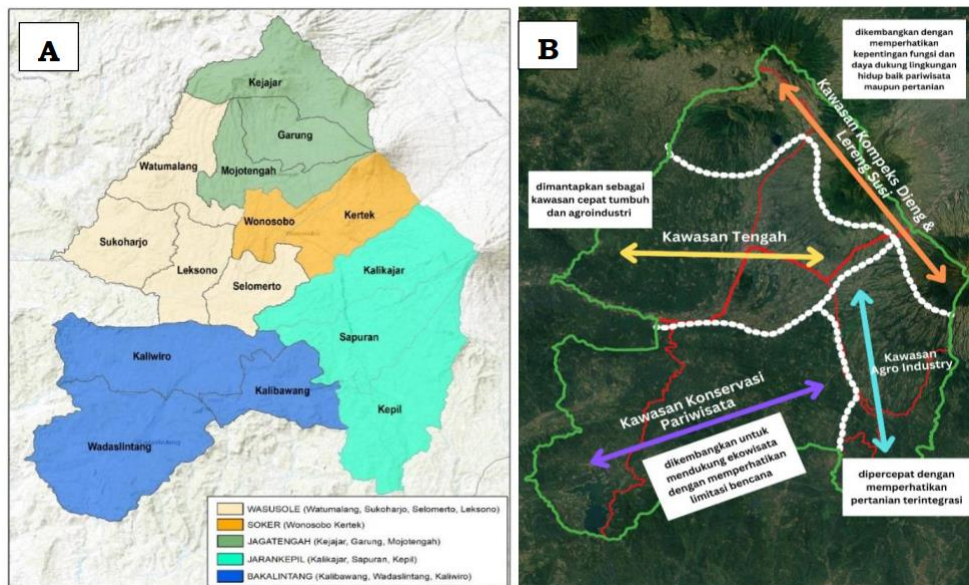 A
Kejajar
Garung
Watumalang
Mojotengah
Wonosobo
Kertek
Sukoharjo
Leksono
Selomerto
Kalikajar
Sapuran
Kaliwiro
Kalibawang
Kepil
Wadaslintang
WASUSOLE (Watumalang, Sukoharjo, Selomerto, Leksono)
SOKER (Wonosobo Kertek)
JAGATENGAH (Kejajar, Garung, Mojotengah)
JARANKEPIL (Kalikajar, Sapuran, Kepil)
BAKALINTANG (Kalibawang, Wadaslintang, Kaliwiro)
B
dikembangkan dengan
memperhatikan
kepentingan fungsi dan
daya dukung lingkungan
hidup baik pariwisata
maupun pertanian
Kawasan Kompeks Dieng &
Lereng Susi
dimantapkan sebagai
kawasan cepat tumbuh
dan agroindustri
Kawasan Tengah
Kawasan
Agro Industry
Kawasan Konservasi
Pariwisata
dikembangkan untuk
mendukung ekowisata
dengan memperhatikan
limitasi bencana
dipercepat dengan
memperhatikan
pertanian terintegrasi